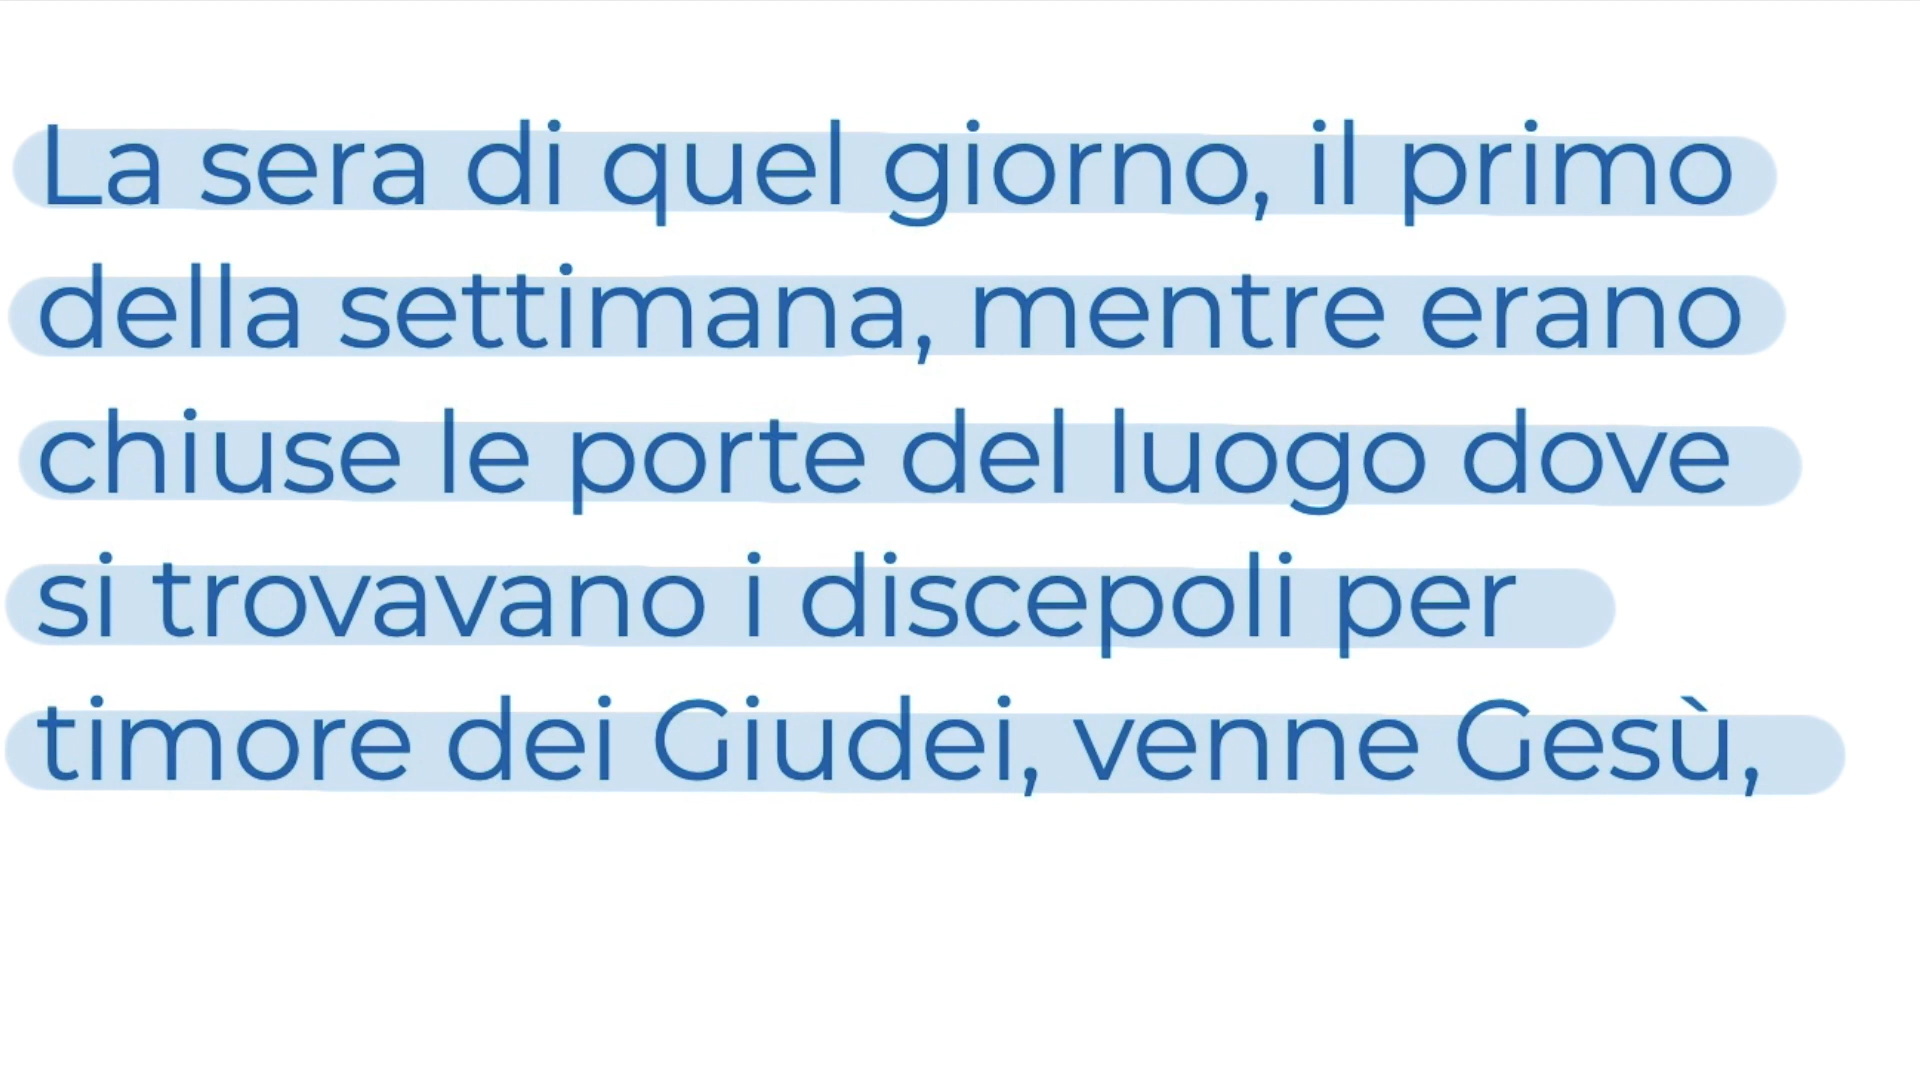 La sera di quel giorno, il primo
della settimana, mentre erano
chiuse le porte del luogo dove
si trovavano i discepoli per
timore dei Giudei, venne Gesù,